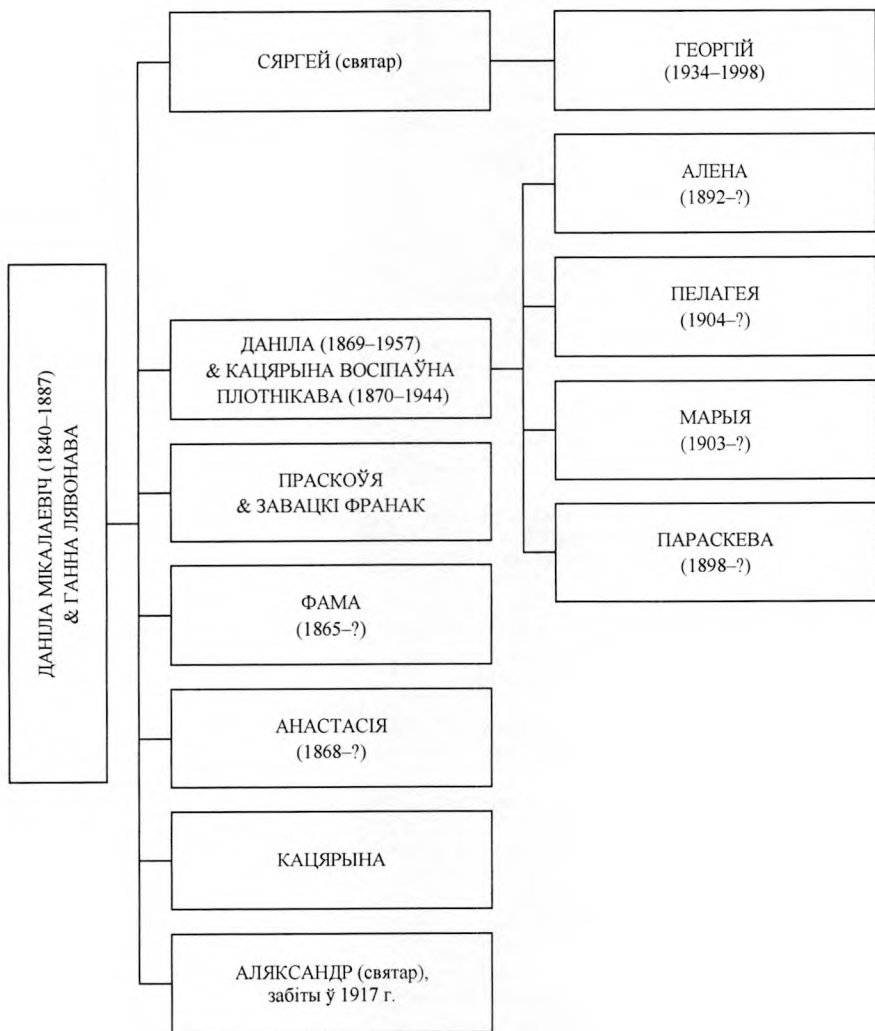 ДАНІЛА МІКАЛАЕВІЧ (1840–1887)
& ГАННА ЛЯВОНАВА
СЯРГЕЙ (святар)
ГЕОРГІЙ
(1934–1998)
ДАНІЛА (1869–1957)
& КАЦЯРЫНА ВОСІПАЎНА
ПЛОТНІКАВА (1870–1944)
АЛЕНА
(1892–?)
ПЕЛАГЕЯ
(1904–?)
МАРЫЯ
(1903–?)
ПАРАСКЕВА
(1898–?)
ПРАСКОЎЯ
& ЗАВАЦКІ ФРАНАК
ФАМА
(1865–?)
АНАСТАСІЯ
(1868–?)
КАЦЯРЫНА
АЛЯКСАНДР (святар),
забіты ў 1917 г.